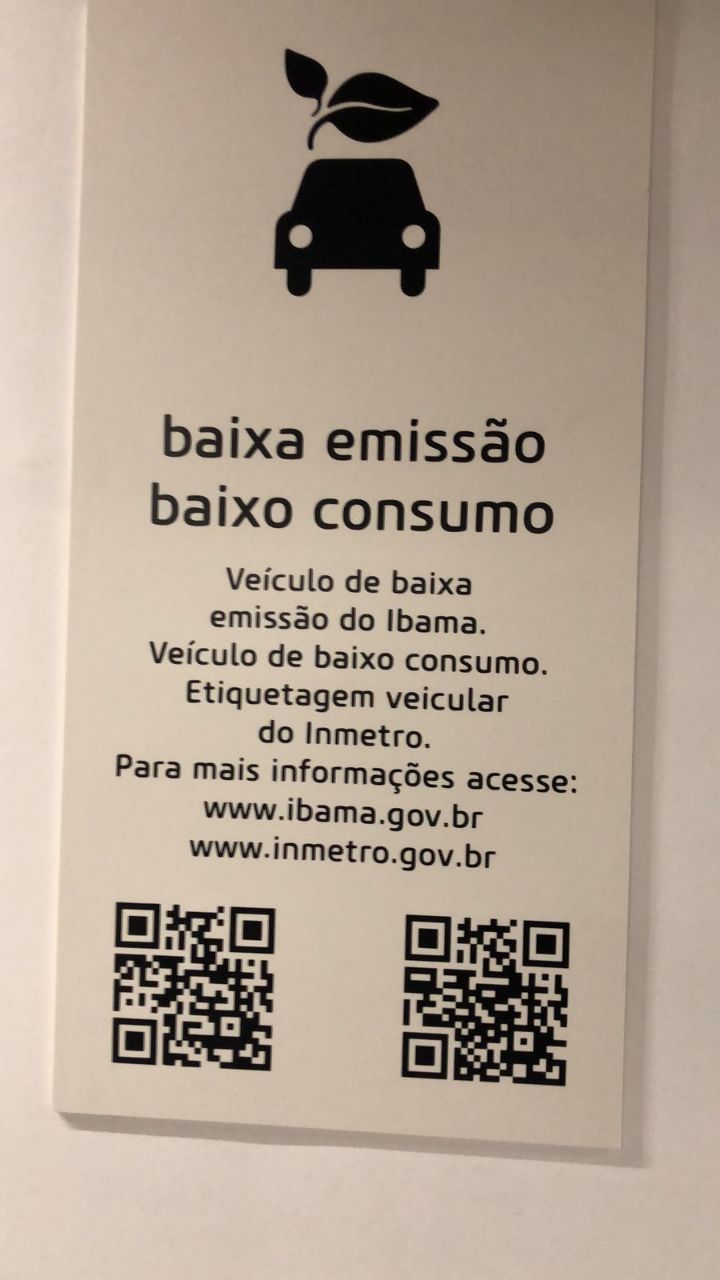 baixa emissão
baixo consumo
Veículo de baixa
emissão do Ibama.
Veículo de baixo consumo.
Etiquetagem veicular
do Inmetro.
Para mais informações acesse:
www.ibama.gov.br
www.inmetro.gov.br